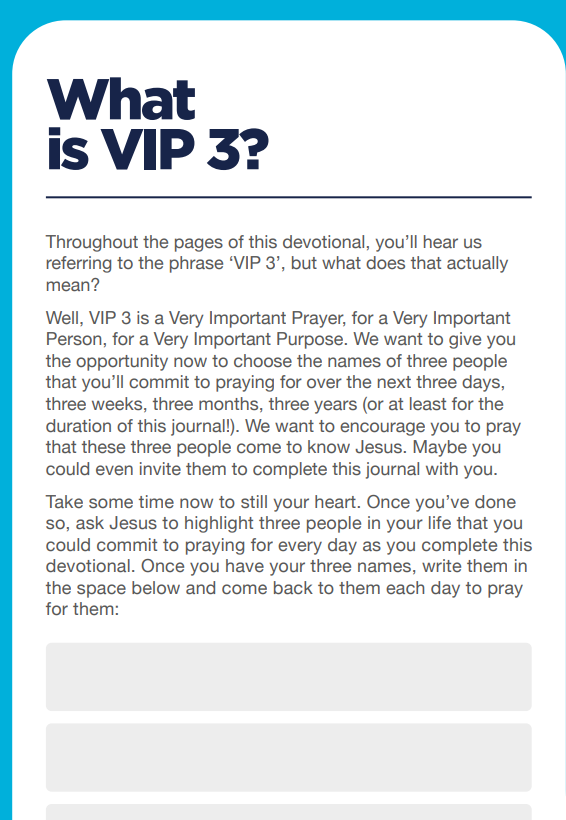 What
is VIP 3?
Throughout the pages of this devotional, you’ll hear us
referring to the phrase ‘VIP 3’, but what does that actually
mean?
Well, VIP 3 is a Very Important Prayer, for a Very Important
Person, for a Very Important Purpose. We want to give you
the opportunity now to choose the names of three people
that you’ll commit to praying for over the next three days,
three weeks, three months, three years (or at least for the
duration of this journal!). We want to encourage you to pray
that these three people come to know Jesus. Maybe you
could even invite them to complete this journal with you.
Take some time now to still your heart. Once you’ve done
so, ask Jesus to highlight three people in your life that you
could commit to praying for every day as you complete this
devotional. Once you have your three names, write them in
the space below and come back to them each day to pray
for them: